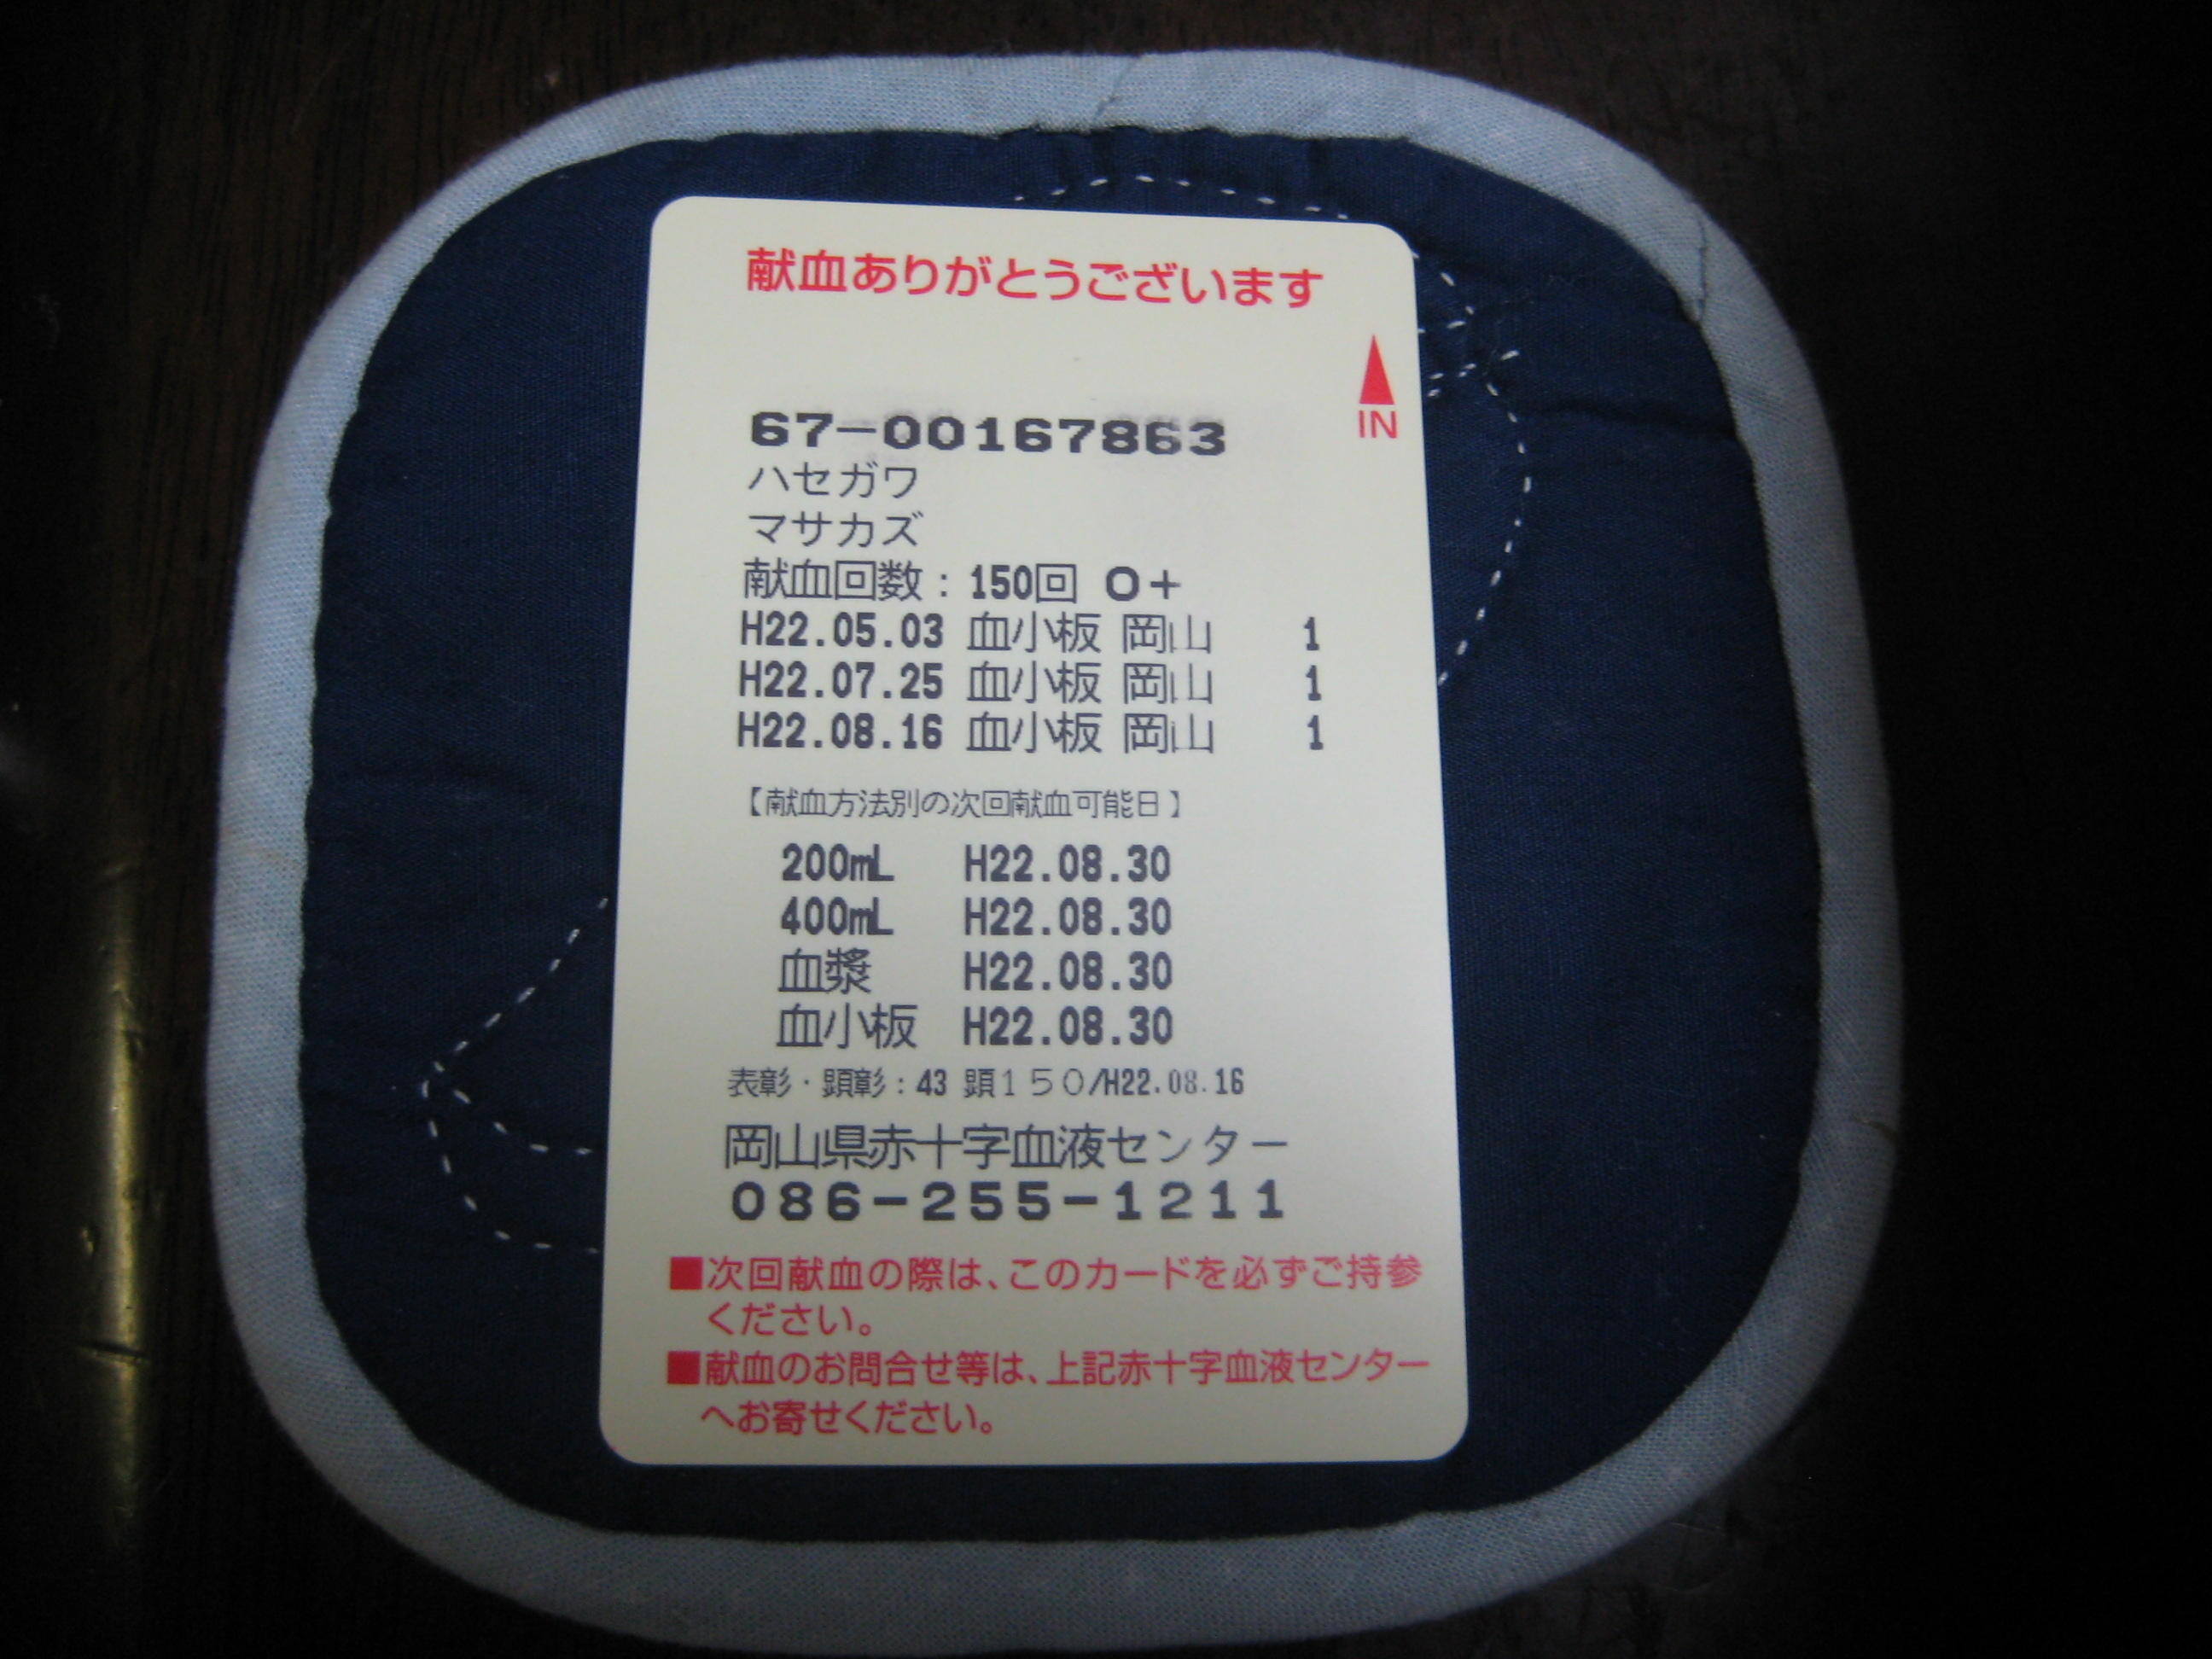 献血ありがとうございます
IN
67-00167863
ハセガワ
マサカズ
献血回数:150回 O+
H22.05.03 血小板 岡山 1
H22.07.25 血小板 岡山 1
H22.08.16 血小板 岡山 1
【献血方法別の次回献血可能日】
200mL H22.08.30
400mL H22.08.30
血漿 H22.08.30
血小板 H22.08.30
表彰・顕彰:43 顕150/H22.08.16
岡山県赤十字血液センター
086-255-1211
■次回献血の際は、このカードを必ずご持参
ください。
■献血のお問合せ等は、上記赤十字血液センター
へお寄せください。